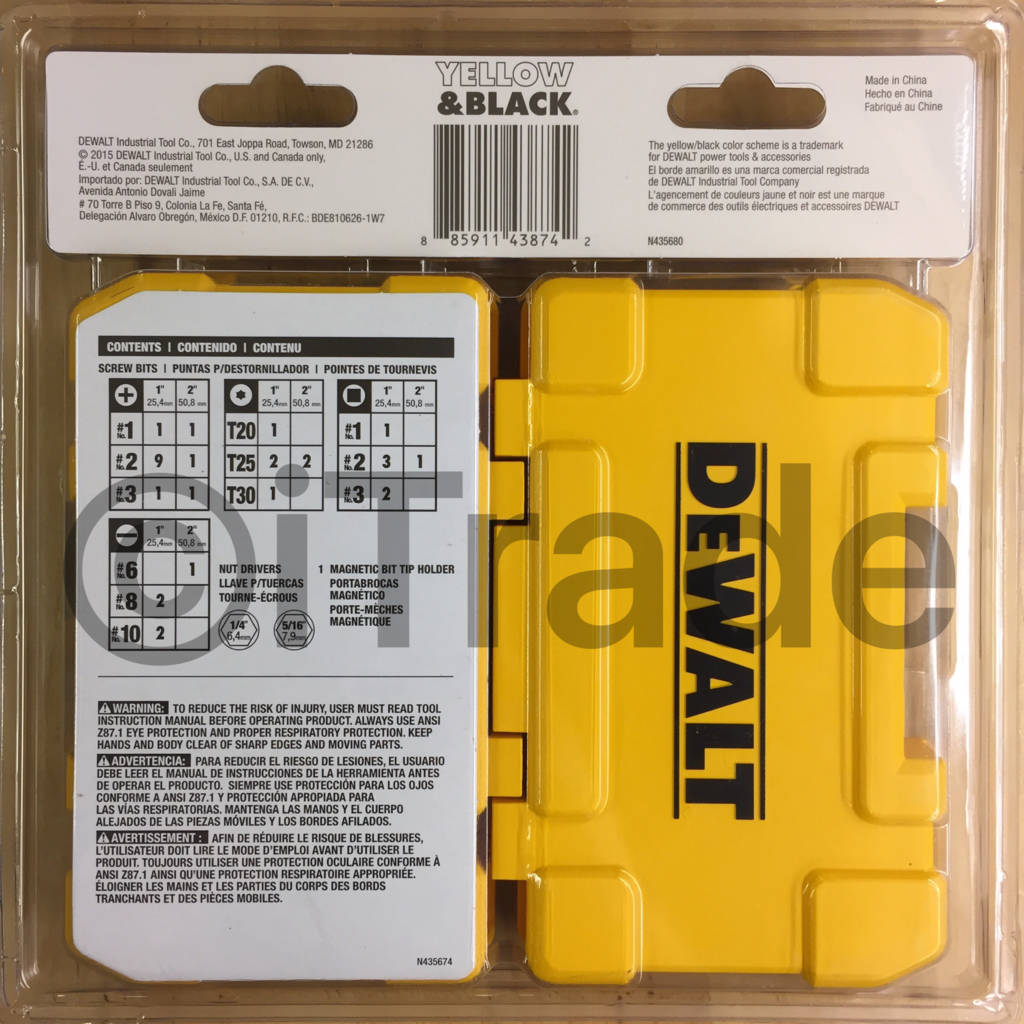 YELLOW
&BLACK®
Made in China
Hecho en China
Fabriqué au Chine
DEWALT Industrial Tool Co., 701 East Joppa Road, Towson, MD 21286
© 2015 DEWALT Industrial Tool Co., U.S. and Canada only,
É.-U. et Canada seulement
Importado por: DEWALT Industrial Tool Co., S.A. DE C.V.,
Avenida Antonio Dovali Jaime
# 70 Torre B Piso 9, Colonia La Fe, Santa Fé,
Delegación Alvaro Obregón, México D.F. 01210, R.F.C.: BDE810626-1W7
8 85911 43874 2
The yellow/black color scheme is a trademark
for DEWALT power tools & accessories
El borde amarillo es una marca comercial registrada
de DEWALT Industrial Tool Company
L'agencement de couleurs jaune et noir est une marque
de commerce des outils électriques et accessoires DEWALT
N435680
CONTENTS | CONTENIDO | CONTENU
SCREW BITS | PUNTAS P/DESTORNILLADOR | POINTES DE TOURNEVIS
1" 2"
25,4mm 50,8 mm
#No.1 1 1
#No.2 9 1
#No.3 1 1
1" 2"
25,4mm 50,8 mm
T20 1
T25 2 2
T30 1
1" 2"
25,4mm 50,8 mm
#No.1 1
#No.2 3 1
#No.3 2
1" 2"
25,4mm 50,8 mm
#No.6 1
#No.8 2
#No.10 2
NUT DRIVERS
LLAVE P/TUERCAS
TOURNE-ÉCROUS
1/4" 5/16"
6,4mm 7,9mm
1 MAGNETIC BIT TIP HOLDER
PORTABROCAS
MAGNÉTICO
PORTE-MÈCHES
MAGNÉTIQUE
WARNING: TO REDUCE THE RISK OF INJURY, USER MUST READ TOOL
INSTRUCTION MANUAL BEFORE OPERATING PRODUCT. ALWAYS USE ANSI
Z87.1 EYE PROTECTION AND PROPER RESPIRATORY PROTECTION. KEEP
HANDS AND BODY CLEAR OF SHARP EDGES AND MOVING PARTS.
ADVERTENCIA: PARA REDUCIR EL RIESGO DE LESIONES, EL USUARIO
DEBE LEER EL MANUAL DE INSTRUCCIONES DE LA HERRAMIENTA ANTES
DE OPERAR EL PRODUCTO. SIEMPRE USE PROTECCIÓN PARA LOS OJOS
CONFORME A ANSI Z87.1 Y PROTECCIÓN APROPIADA PARA
LAS VÍAS RESPIRATORIAS. MANTENGA LAS MANOS Y EL CUERPO
ALEJADOS DE LAS PIEZAS MÓVILES Y LOS BORDES AFILADOS.
AVERTISSEMENT : AFIN DE RÉDUIRE LE RISQUE DE BLESSURES,
L'UTILISATEUR DOIT LIRE LE MODE D'EMPLOI AVANT D'UTILISER LE
PRODUIT. TOUJOURS UTILISER UNE PROTECTION OCULAIRE CONFORME À
ANSI Z87.1 AINSI QU'UNE PROTECTION RESPIRATOIRE APPROPRIÉE.
ÉLOIGNER LES MAINS ET LES PARTIES DU CORPS DES BORDS
TRANCHANTS ET DES PIÈCES MOBILES.
N435674
DEWALT
©iTrade